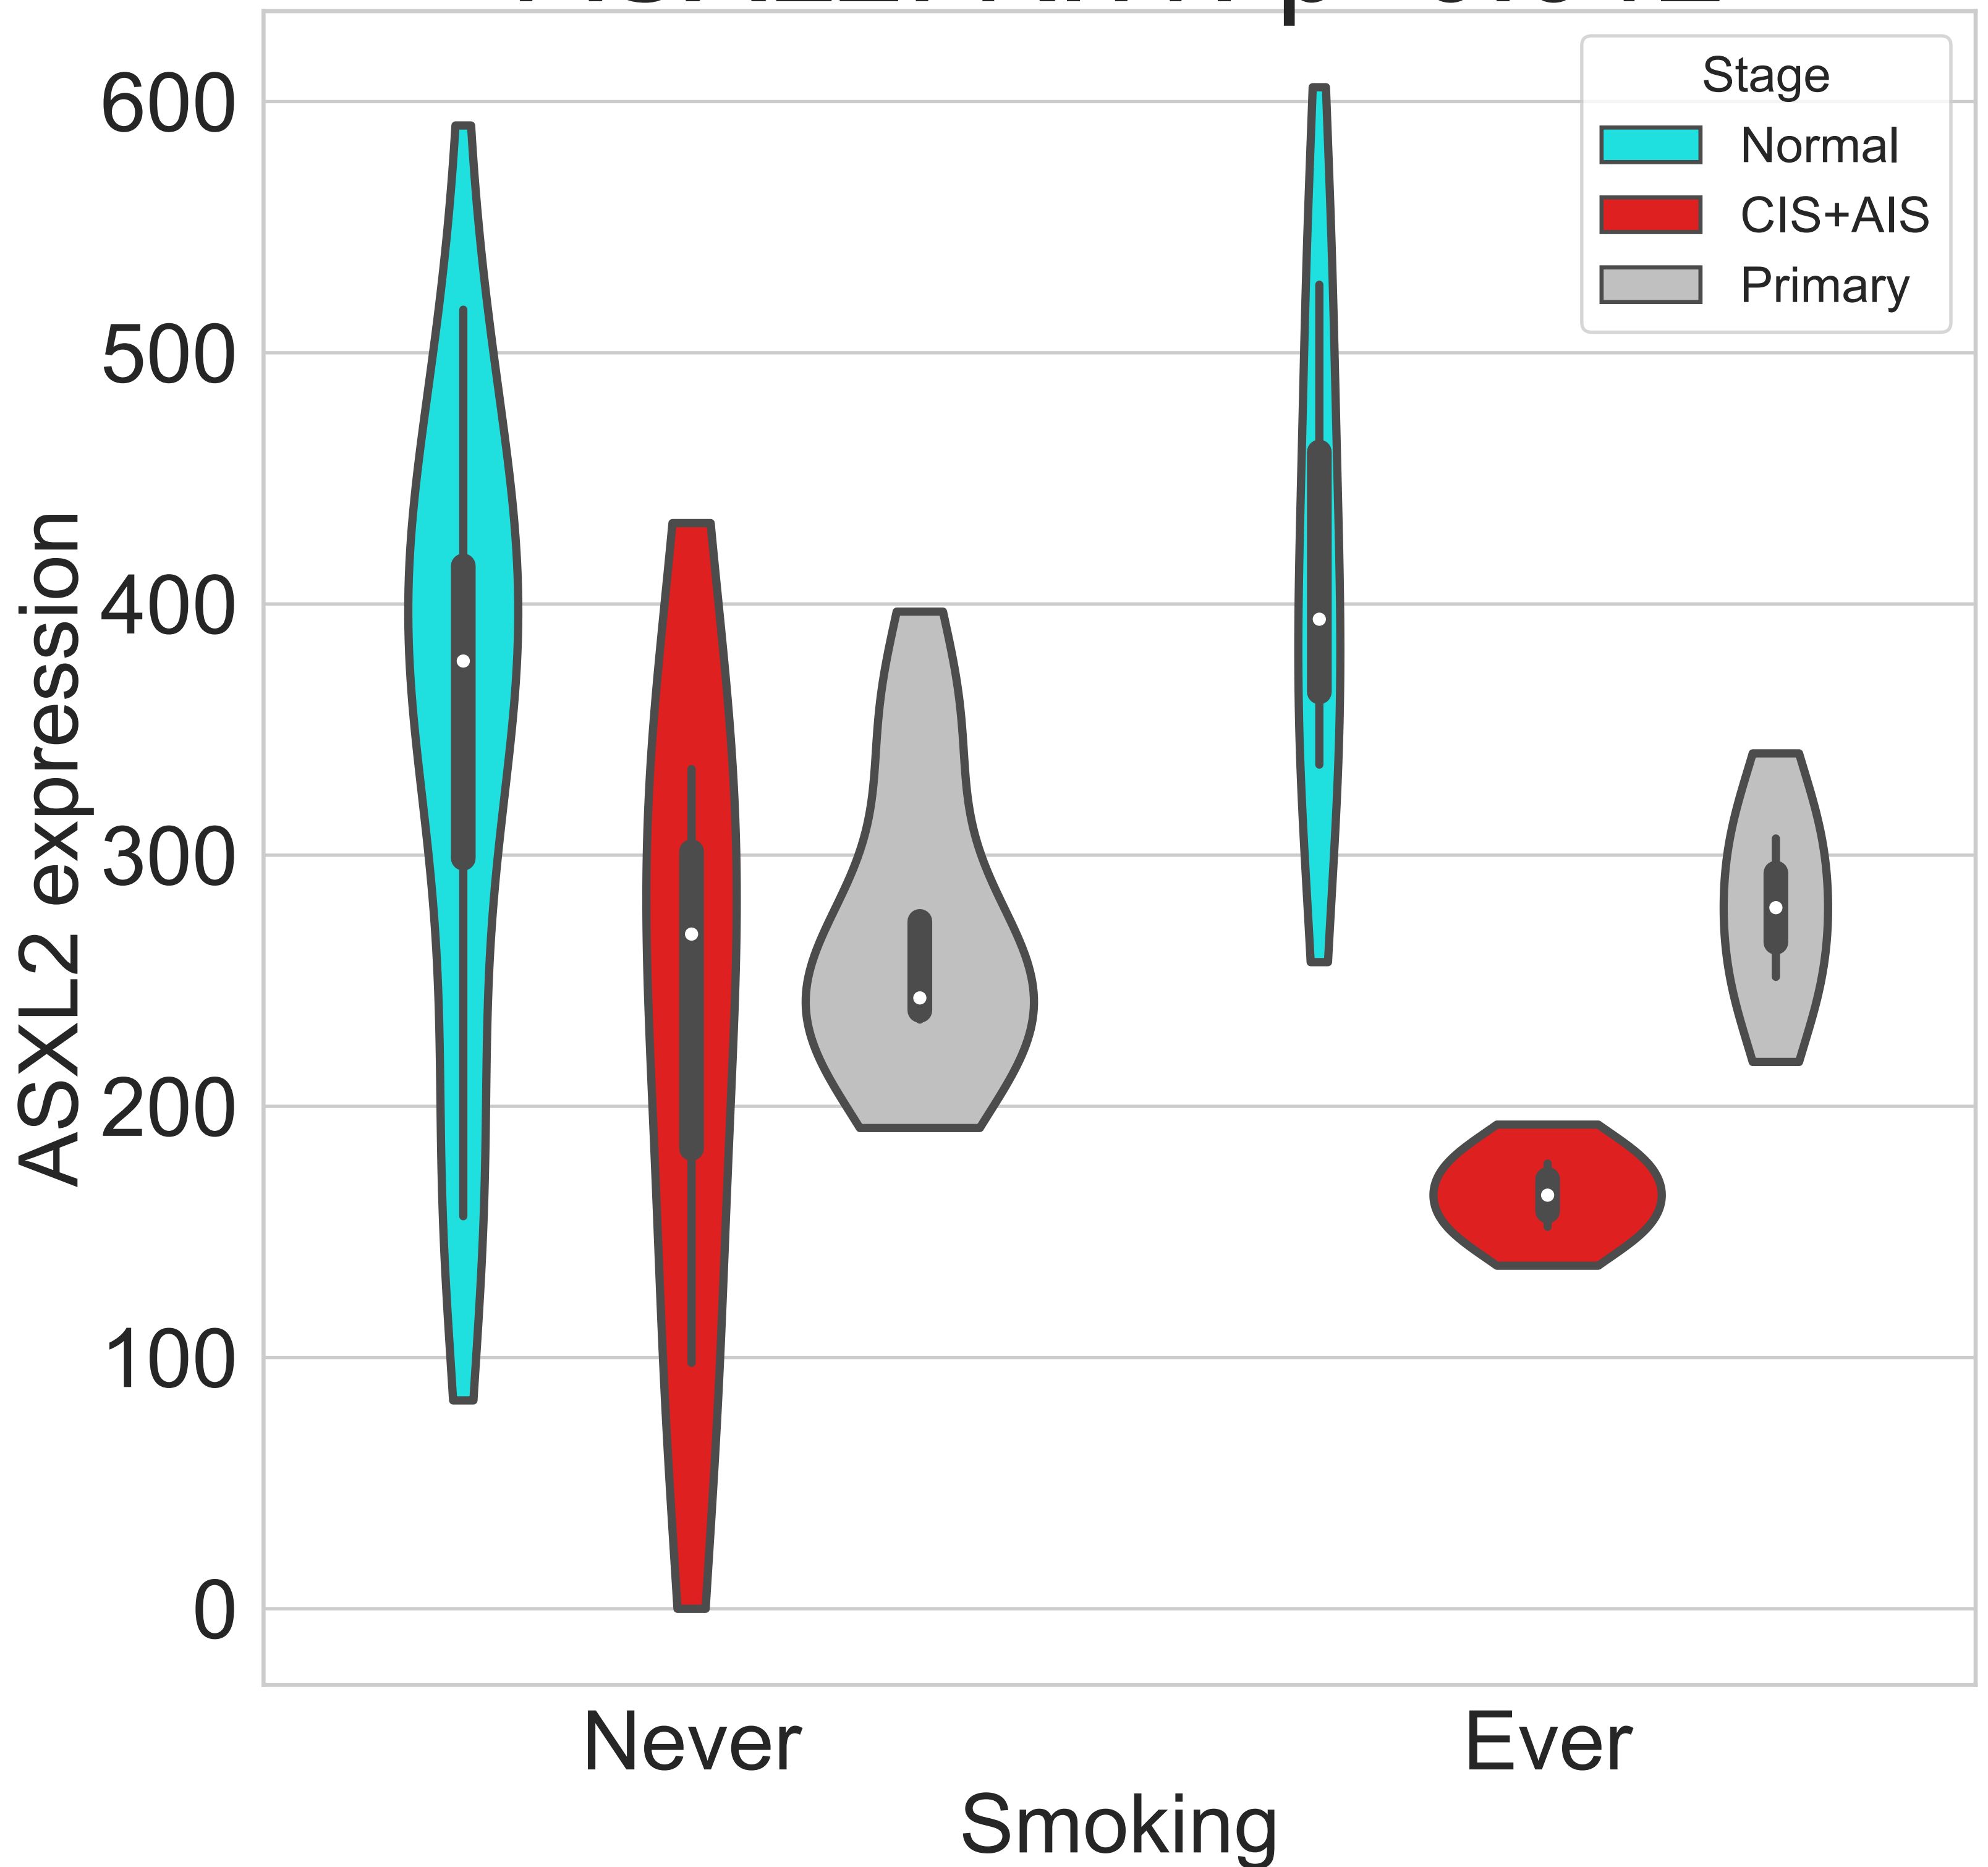 Stage
Normal
CIS+AIS
Primary
600
500
400
300
200
100
0
ASXL2 expression
Never
Ever
Smoking